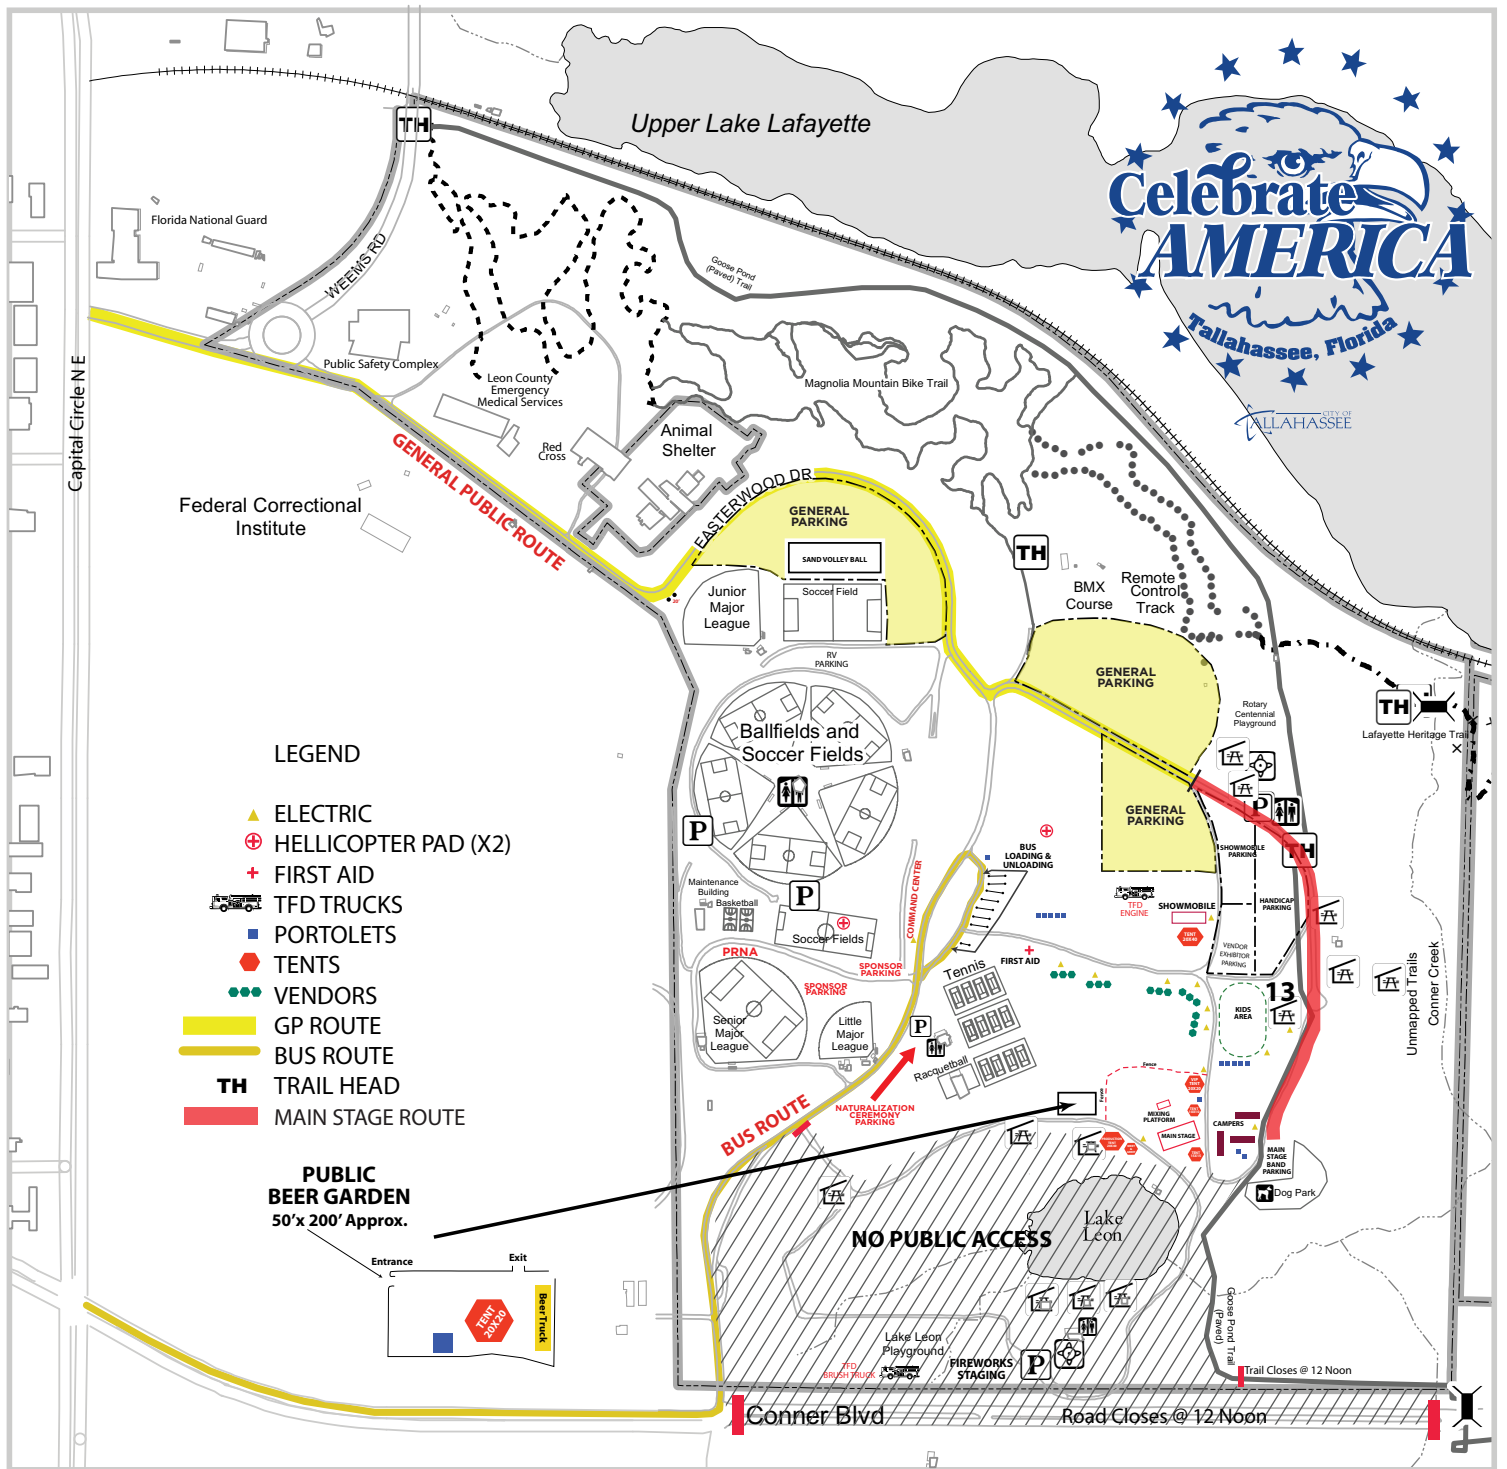 TH
Upper Lake Lafayette
Celebrate
AMERICA
Tallahassee, Florida
CITY OF
TALLAHASSEE
Florida National Guard
WEEMS RD
Goose Pond
(Paved) Trail
Capital Circle N E
Public Safety Complex
Leon County
Emergency
Medical Services
Magnolia Mountain Bike Trail
Red
Cross
Animal
Shelter
GENERAL PUBLIC ROUTE
Federal Correctional
Institute
EASTERWOOD DR
GENERAL
PARKING
SAND VOLLEY BALL
Soccer Field
Junior
Major
League
TH
BMX
Course
Remote
Control
Track
RV
PARKING
GENERAL
PARKING
Rotary
Centennial
Playground
TH
Lafayette Heritage Trail
Ballfields and
Soccer Fields
P
P
GENERAL
PARKING
P
TH
LEGEND
ELECTRIC
HELLICOPTER PAD (X2)
FIRST AID
TFD TRUCKS
PORTOLETS
TENTS
VENDORS
GP ROUTE
BUS ROUTE
TH TRAIL HEAD
MAIN STAGE ROUTE
BUS
LOADING &
UNLOADING
SHOWMOBILE
PARKING
HANDICAP
PARKING
VENDOR
EXHIBITOR
PARKING
TFD
ENGINE
SHOWMOBILE
TENT
20X40
Maintenance
Building
Basketball
Soccer Fields
COMMAND CENTER
PRNA
SPONSOR
PARKING
SPONSOR
PARKING
FIRST AID
Tennis
Senior
Major
League
Little
Major
League
P
Racquetball
NATURALIZATION
CEREMONY
PARKING
BUS ROUTE
13
KIDS
AREA
Unmapped Trails
Conner Creek
Fence
Fence
VIP
TENT
MIXING
PLATFORM
MAIN STAGE
CAMPERS
MAIN
STAGE
BAND
PARKING
Dog Park
PUBLIC
BEER GARDEN
50'x 200' Approx.
Entrance
Exit
TENT
20X20
Beer Truck
NO PUBLIC ACCESS
Lake
Leon
Goose Pond Trail
(Paved)
Lake Leon
Playground
TFD
BRUSH TRUCK
FIREWORKS
STAGING
P
Trail Closes @ 12 Noon
Conner Blvd
Road Closes @ 12 Noon